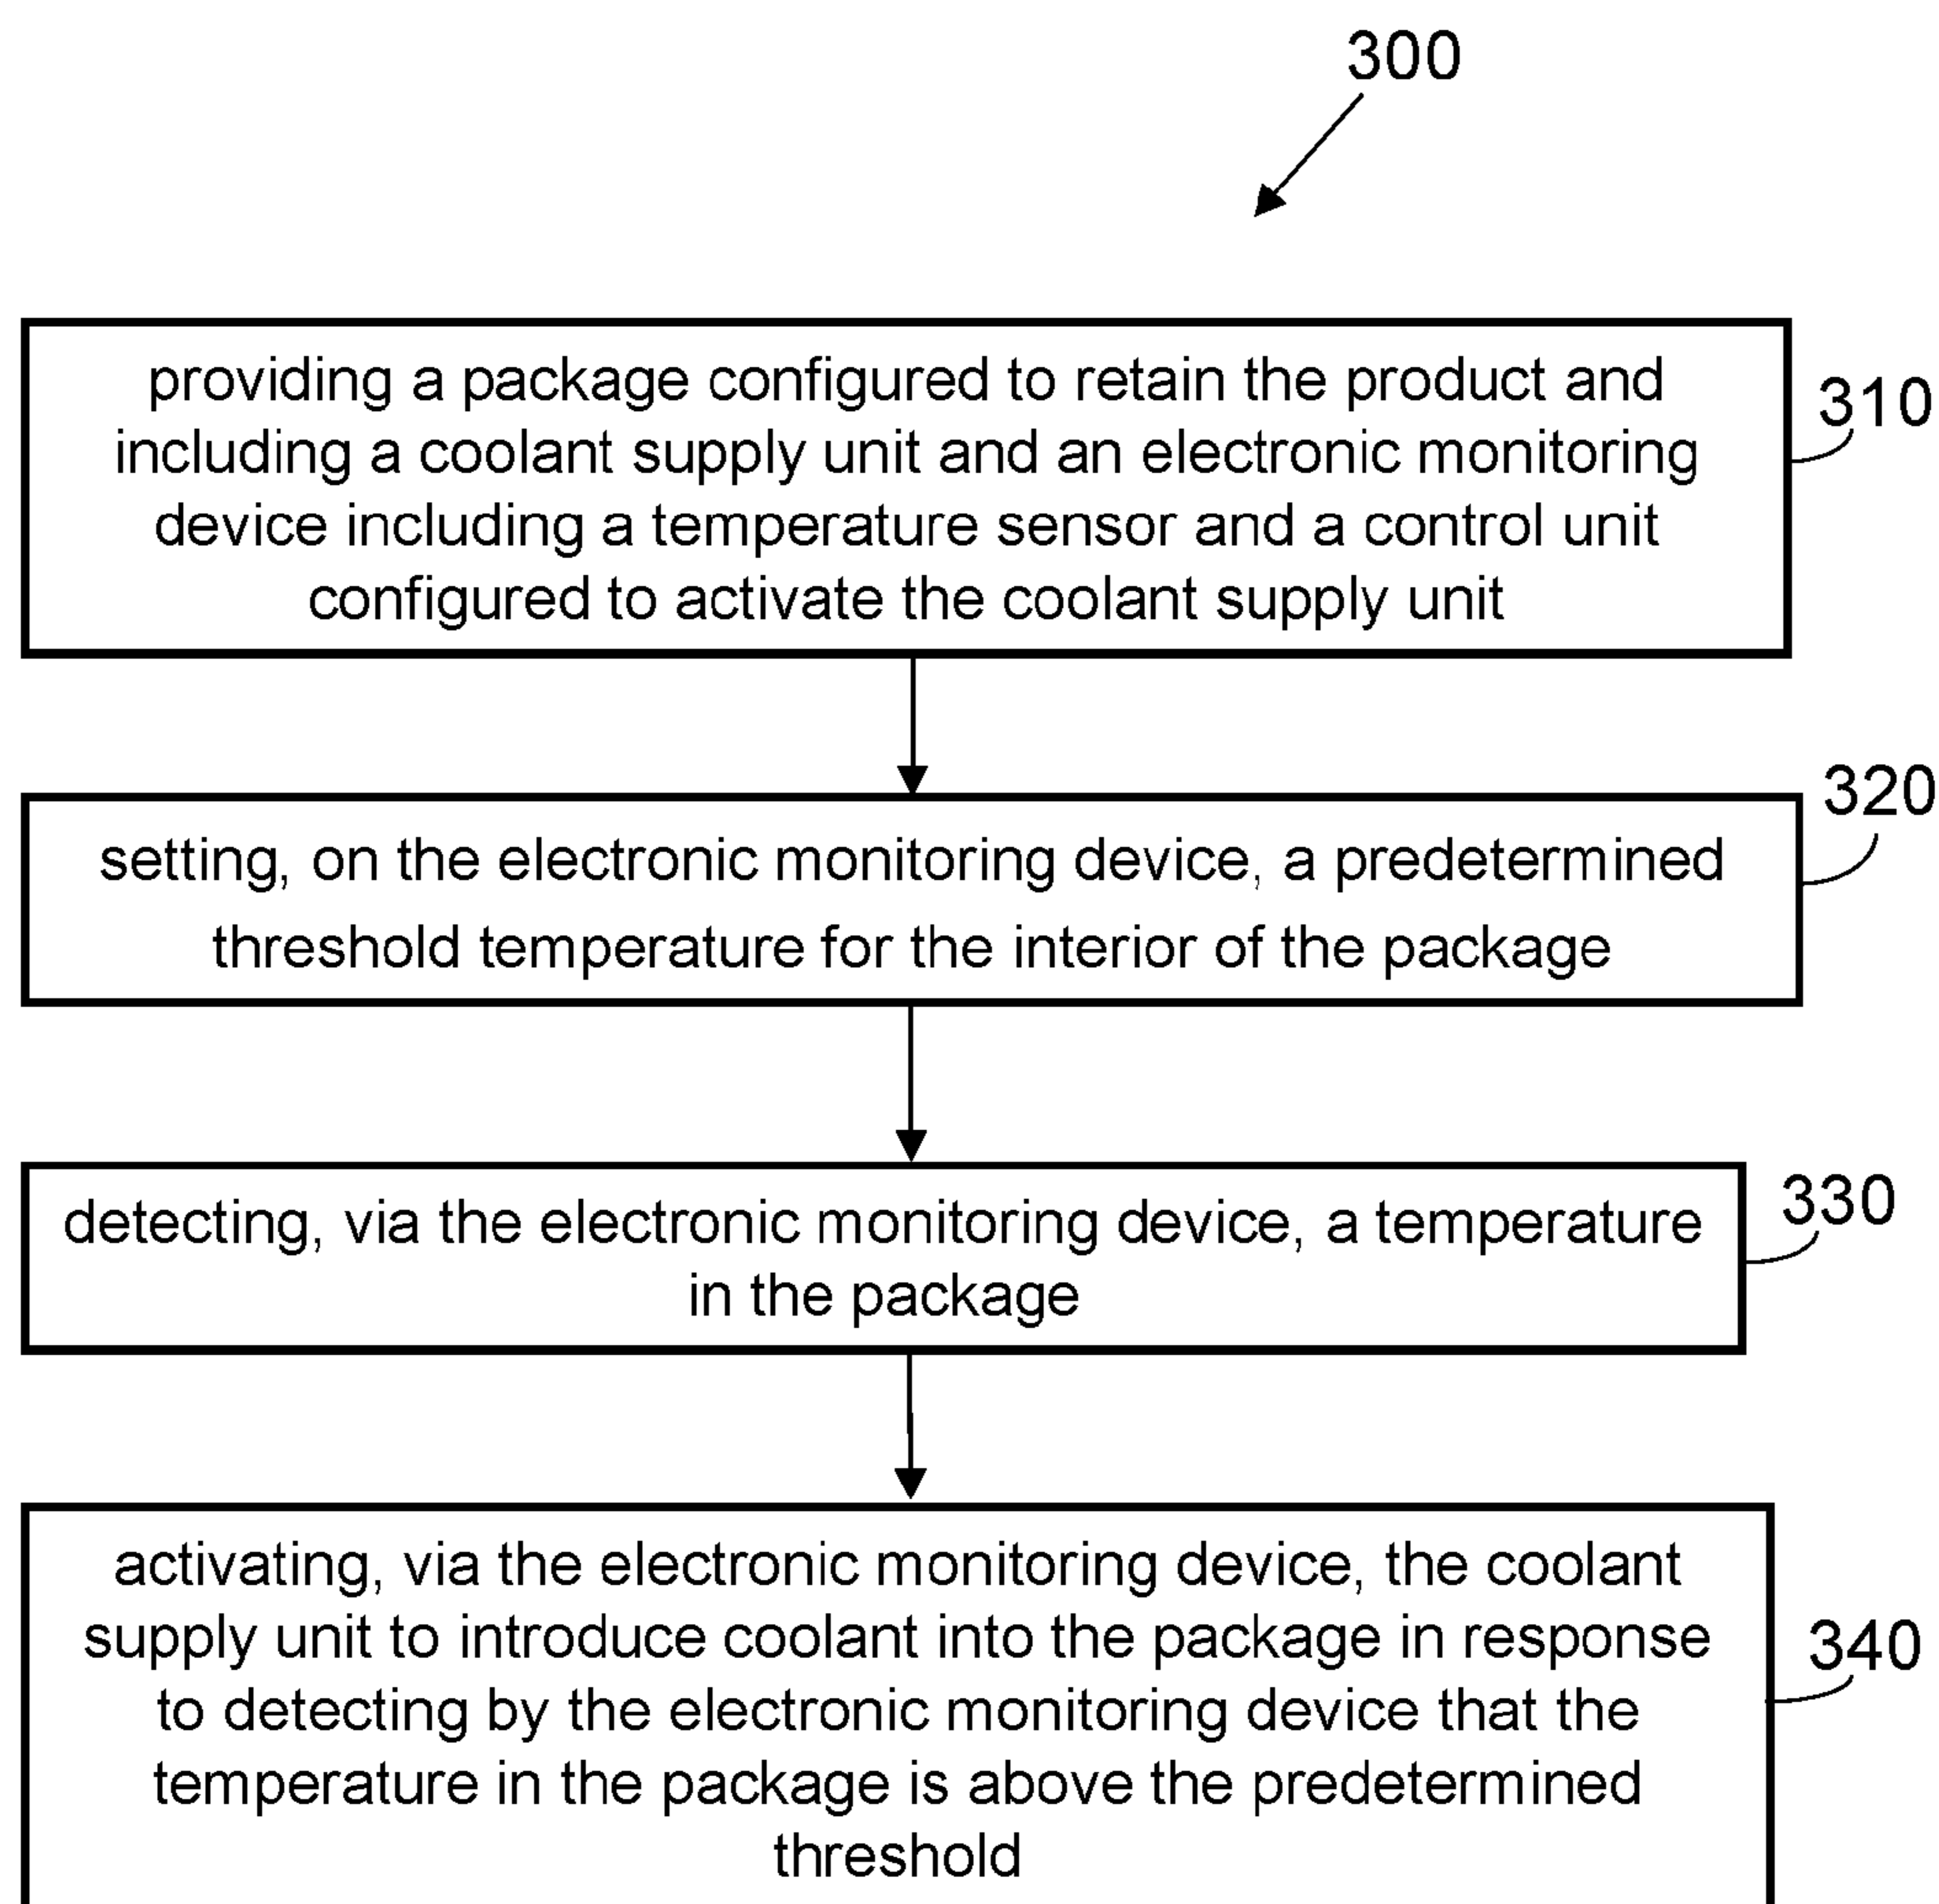 300
providing a package configured to retain the product and
including a coolant supply unit and an electronic monitoring
device including a temperature sensor and a control unit
configured to activate the coolant supply unit
310
setting, on the electronic monitoring device, a predetermined
threshold temperature for the interior of the package
320
detecting, via the electronic monitoring device, a temperature
in the package
330
activating, via the electronic monitoring device, the coolant
supply unit to introduce coolant into the package in response
to detecting by the electronic monitoring device that the
temperature in the package is above the predetermined
threshold
340